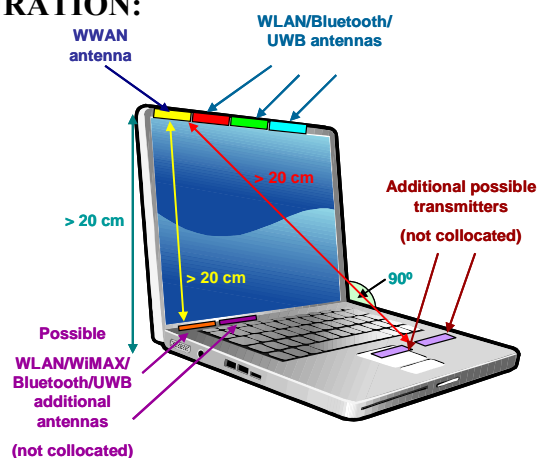 RATION:
WWAN
antenna
WLAN/Bluetooth/
UWB antennas
> 20 cm
> 20 cm
> 20 cm
Additional possible
transmitters
(not collocated)
90º
Possible
WLAN/WiMAX/
Bluetooth/UWB
additional
antennas
(not collocated)